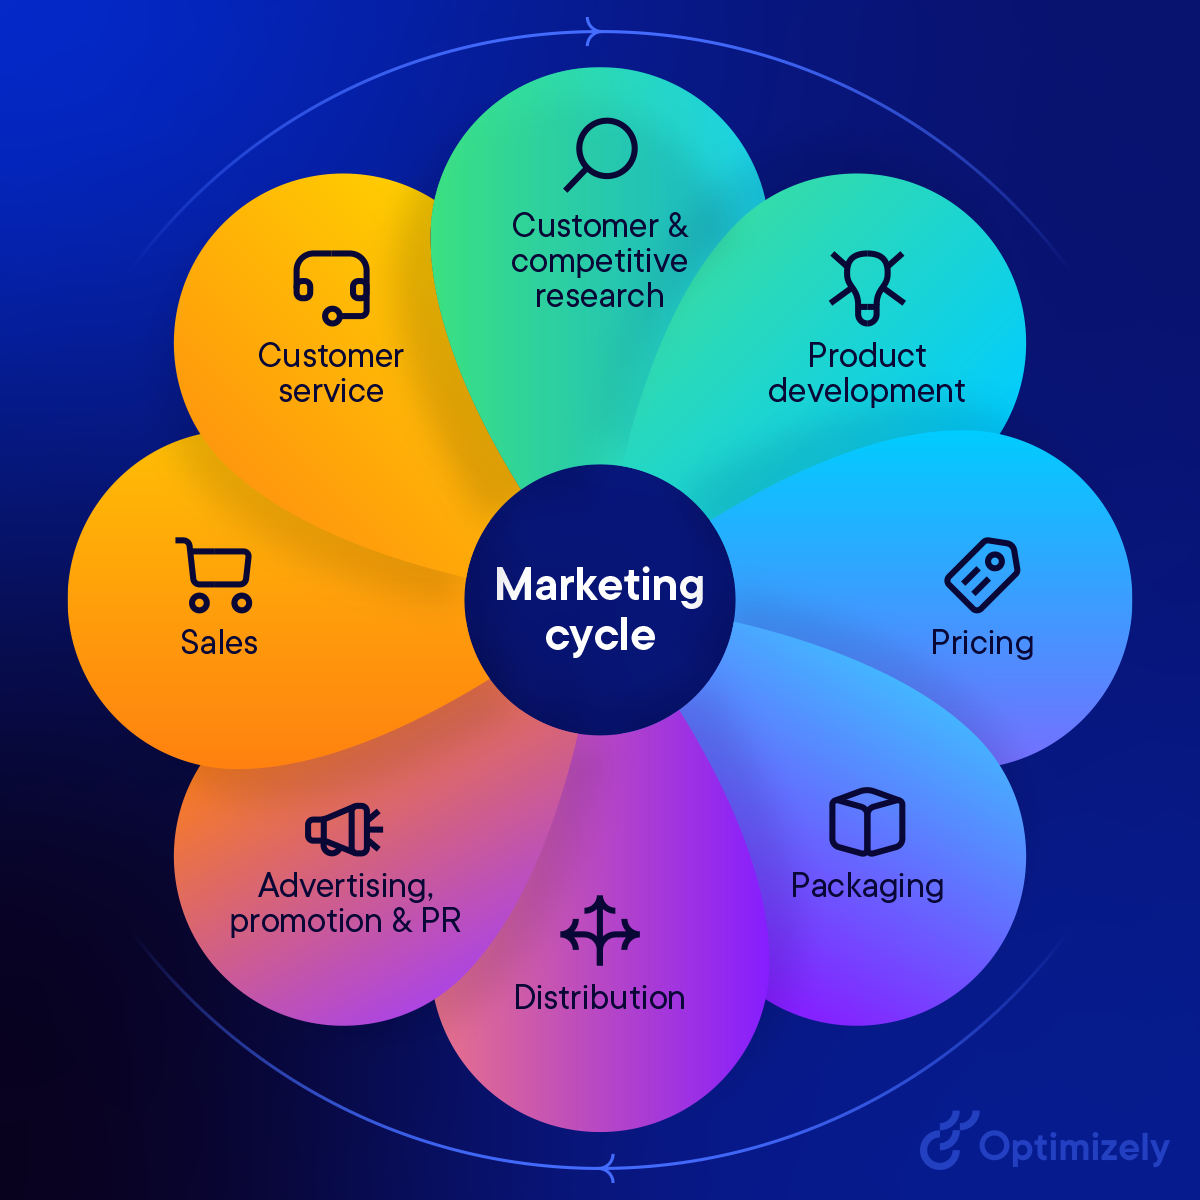 Customer &
competitive
research
Product
development
Pricing
Packaging
Distribution
Advertising,
promotion & PR
Sales
Customer
service
Marketing
cycle
Optimizely